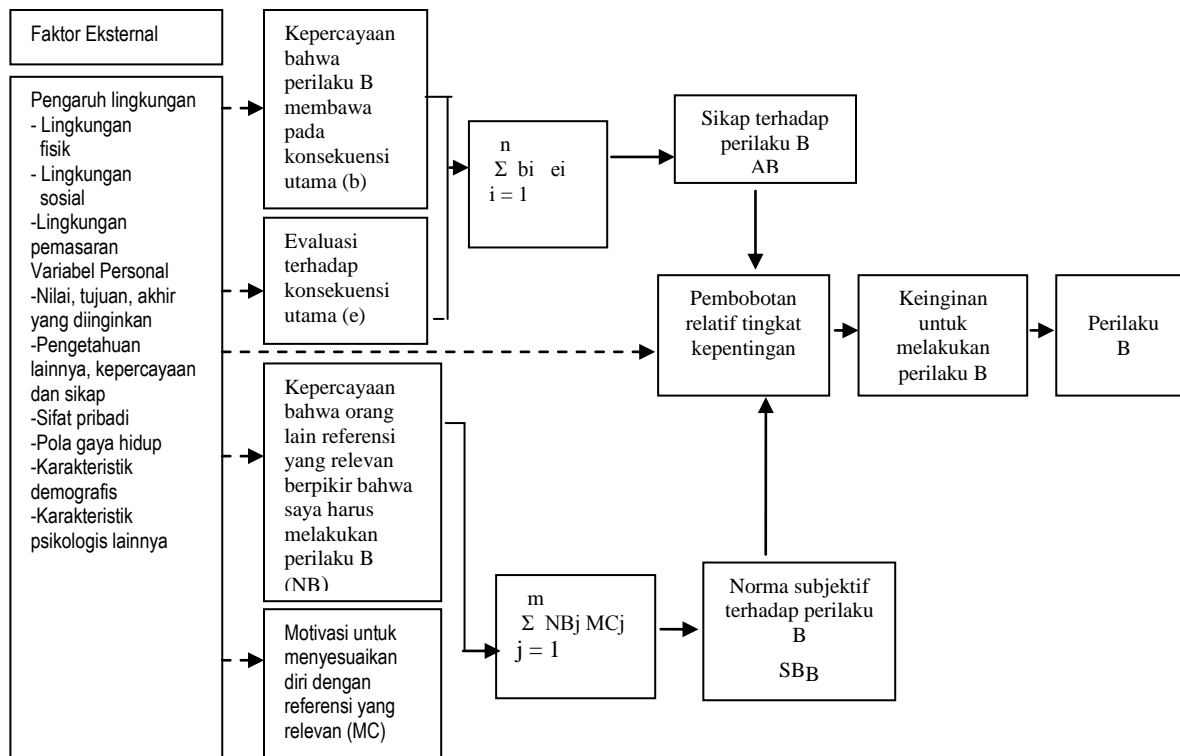 Faktor Eksternal
Pengaruh lingkungan
- Lingkungan
fisik
- Lingkungan
sosial
-Lingkungan
pemasaran
Variabel Personal
-Nilai, tujuan, akhir
yang diinginkan
-Pengetahuan
lainnya, kepercayaan
dan sikap
-Sifat pribadi
-Pola gaya hidup
-Karakteristik
demografis
-Karakteristik
psikologis lainnya
Kepercayaan
bahwa
perilaku B
membawa
pada
konsekuensi
utama (b)
Evaluasi
terhadap
konsekuensi
utama (e)
Kepercayaan
bahwa orang
lain referensi
yang relevan
berpikir bahwa
saya harus
melakukan
perilaku B
(NB)
Motivasi untuk
menyesuaikan
diri dengan
referensi yang
relevan (MC)
n
Σ bi ei
i = 1
m
Σ NBj MCj
j = 1
Sikap terhadap
perilaku B
AB
Pembobotan
relatif tingkat
kepentingan
Norma subjektif
terhadap perilaku
B
SBB
Keinginan
untuk
melakukan
perilaku B
Perilaku
B